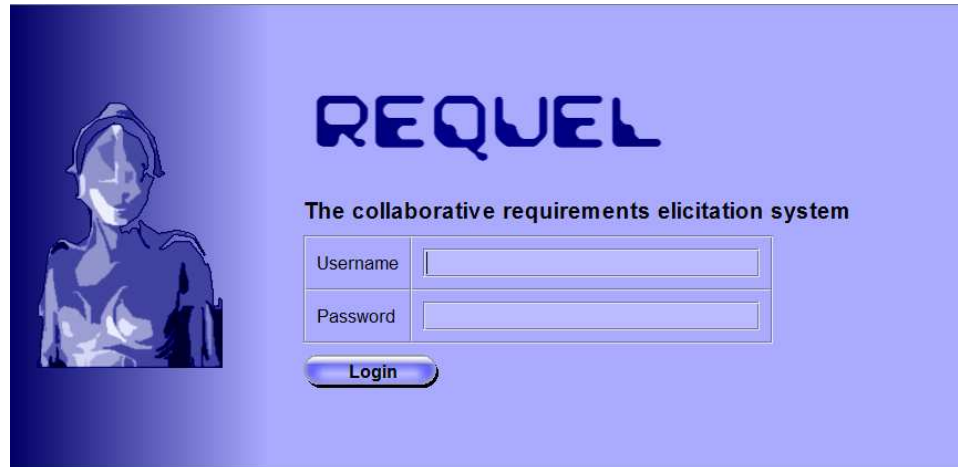 REQUEL
The collaborative requirements elicitation system
Username
Password
Login